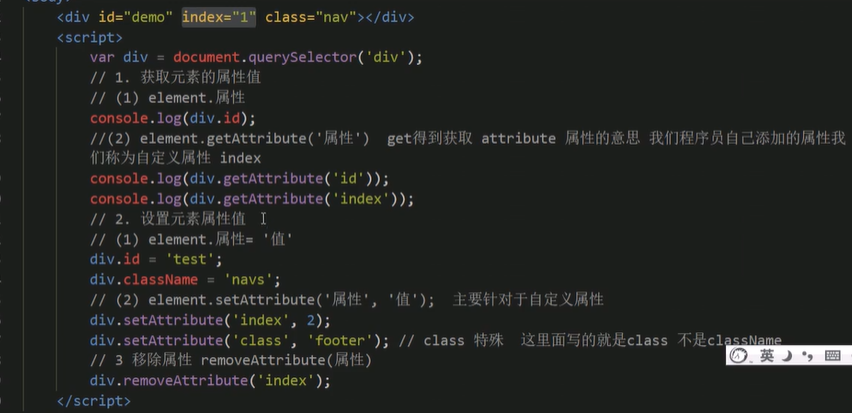 <div id="demo" index="1" class="nav"></div>
<script>
var div = document.querySelector('div');
// 1. 获取元素的属性值
// (1) element.属性
console.log(div.id);
//(2) element.getAttribute('属性')  get得到获取 attribute 属性的意思 我们程序员自己添加的属性我
们称为自定义属性 index
console.log(div.getAttribute('id'));
console.log(div.getAttribute('index'));
// 2. 设置元素属性值
// (1) element.属性= '值'
div.id = 'test';
div.className = 'navs';
// (2) element.setAttribute('属性', '值');  主要针对于自定义属性
div.setAttribute('index', 2);
div.setAttribute('class', 'footer'); // class 特殊  这里面写的就是class 不是className
英
// 3 移除属性 removeAttribute(属性)
div.removeAttribute('index');
</script>